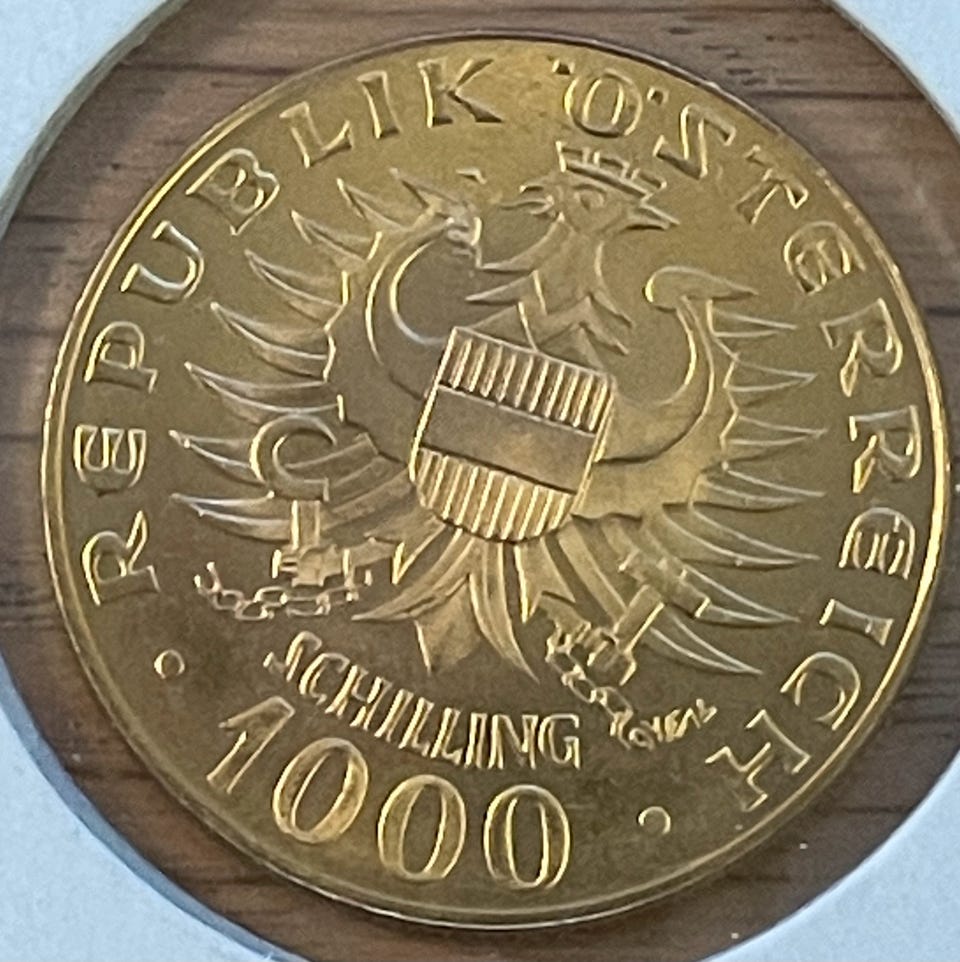 REPUBLIK ÖSTERREICH
SCHILLING
1000